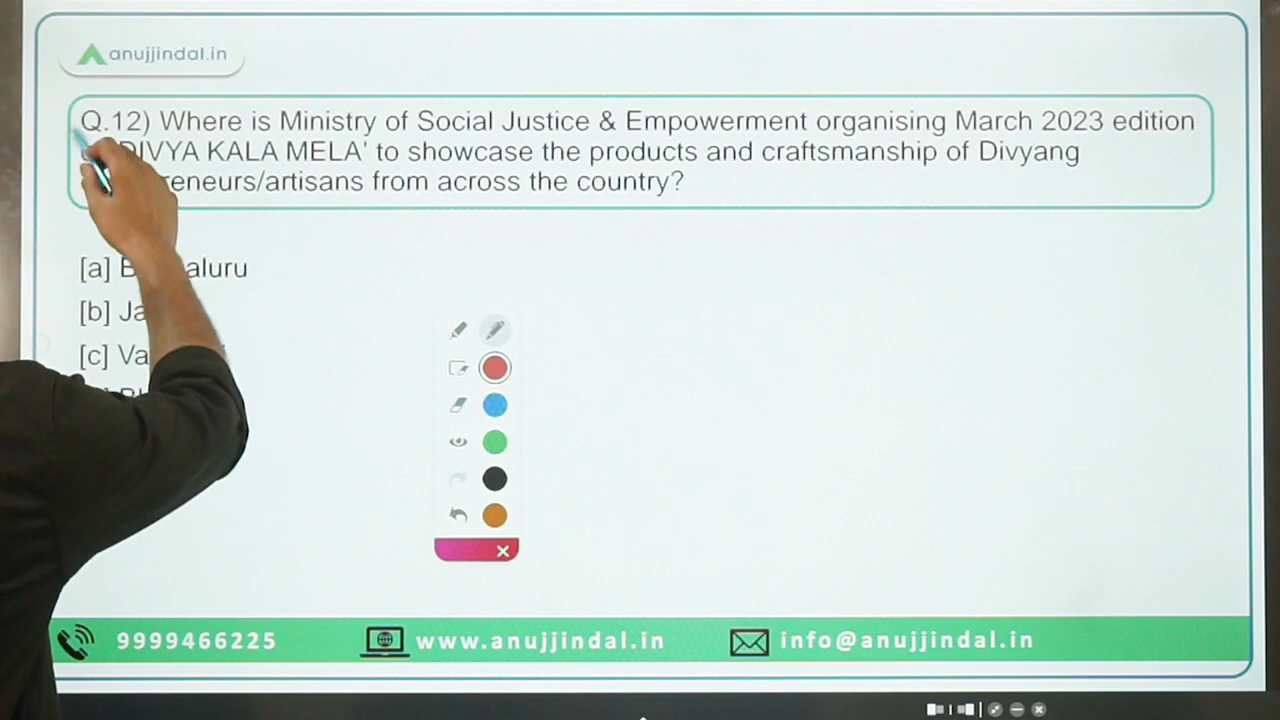 anujjindal.in
Q.12) Where is Ministry of Social Justice & Empowerment organising March 2023 edition
DIVYA KALA MELA' to showcase the products and craftsmanship of Divyang
reneurs/artisans from across the country?
[a] B aluru
[b] Ja
[c] Va
9999466225 www.anujjindal.in info@anujjindal.in